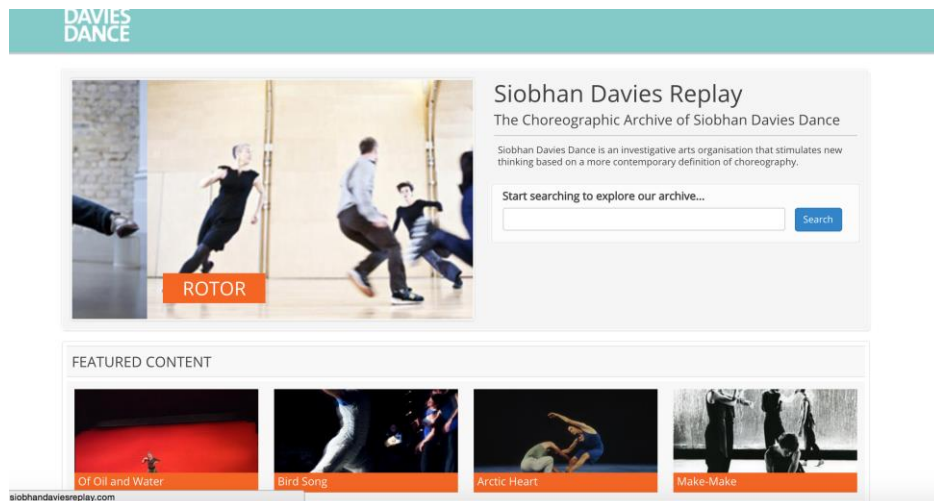 DAVIES
DANCE
Siobhan Davies Replay
The Choreographic Archive of Siobhan Davies Dance
Siobhan Davies Dance is an investigative arts organisation that stimulates new
thinking based on a more contemporary definition of choreography.
Start searching to explore our archive...
Search
ROTOR
FEATURED CONTENT
Of Oil and Water
Bird Song
Arctic Heart
Make-Make
siobhandaviesreplay.com